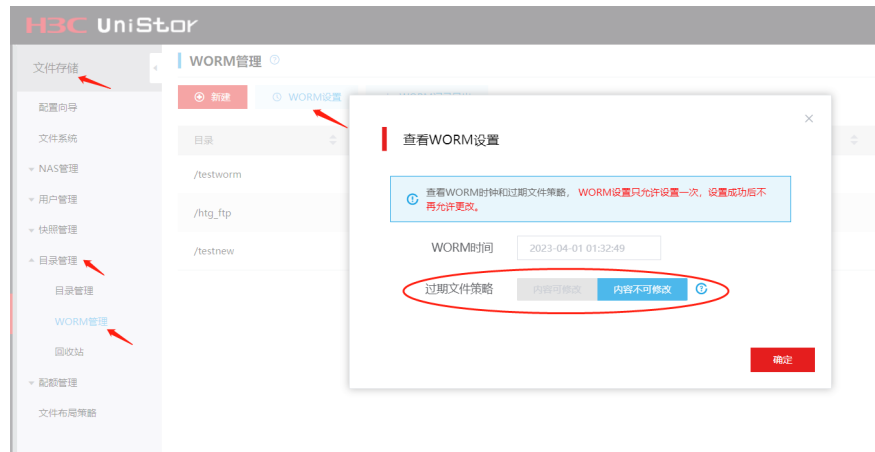 H3C UniStor
文件存储
配置向导
文件系统
NAS管理
用户管理
快照管理
目录管理
目录管理
WORM管理
回收站
配额管理
文件布局策略
WORM管理
新建
WORM设置
目录
/testworm
/htg_ftp
/testnew
查看WORM设置
查看WORM时钟和过期文件策略， WORM设置只允许设置一次，设置成功后不
再允许更改。
WORM时间 2023-04-01 01:32:49
过期文件策略 内容可修改 内容不可修改
确定